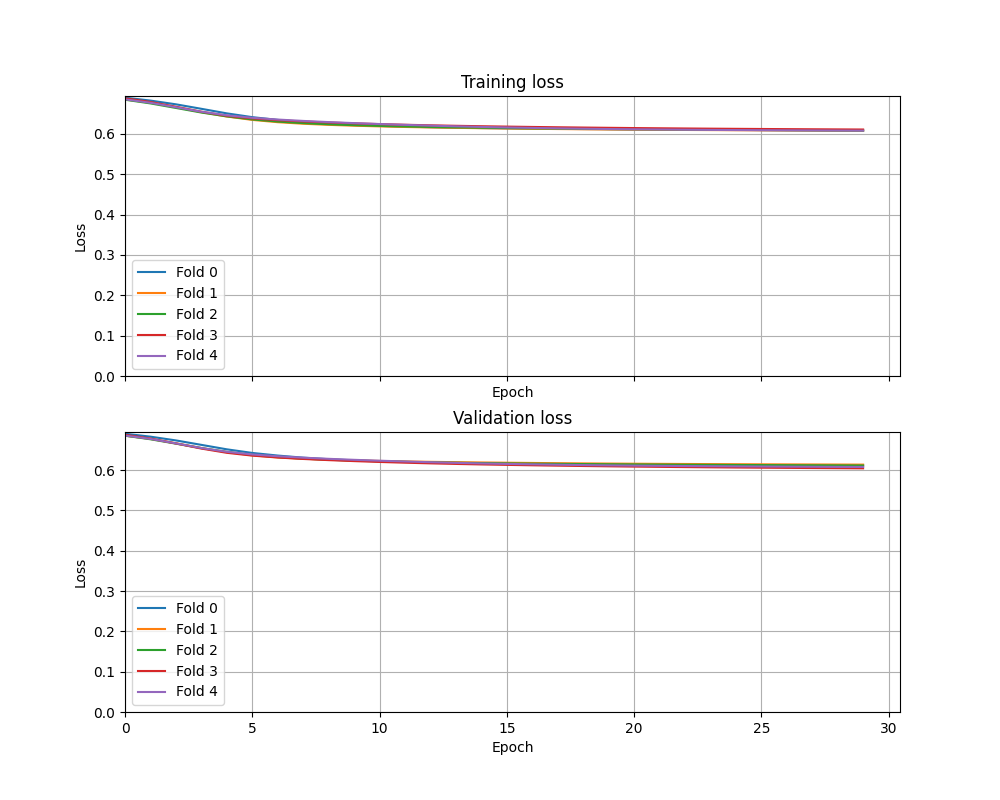 Training loss
0.6
0.5
0.4
0.3
0.2
0.1
0.0
Loss
Fold 0
Fold 1
Fold 2
Fold 3
Fold 4
Epoch
Validation loss
0.6
0.5
0.4
0.3
0.2
0.1
0.0
Loss
Fold 0
Fold 1
Fold 2
Fold 3
Fold 4
0 5 10 15 20 25 30
Epoch